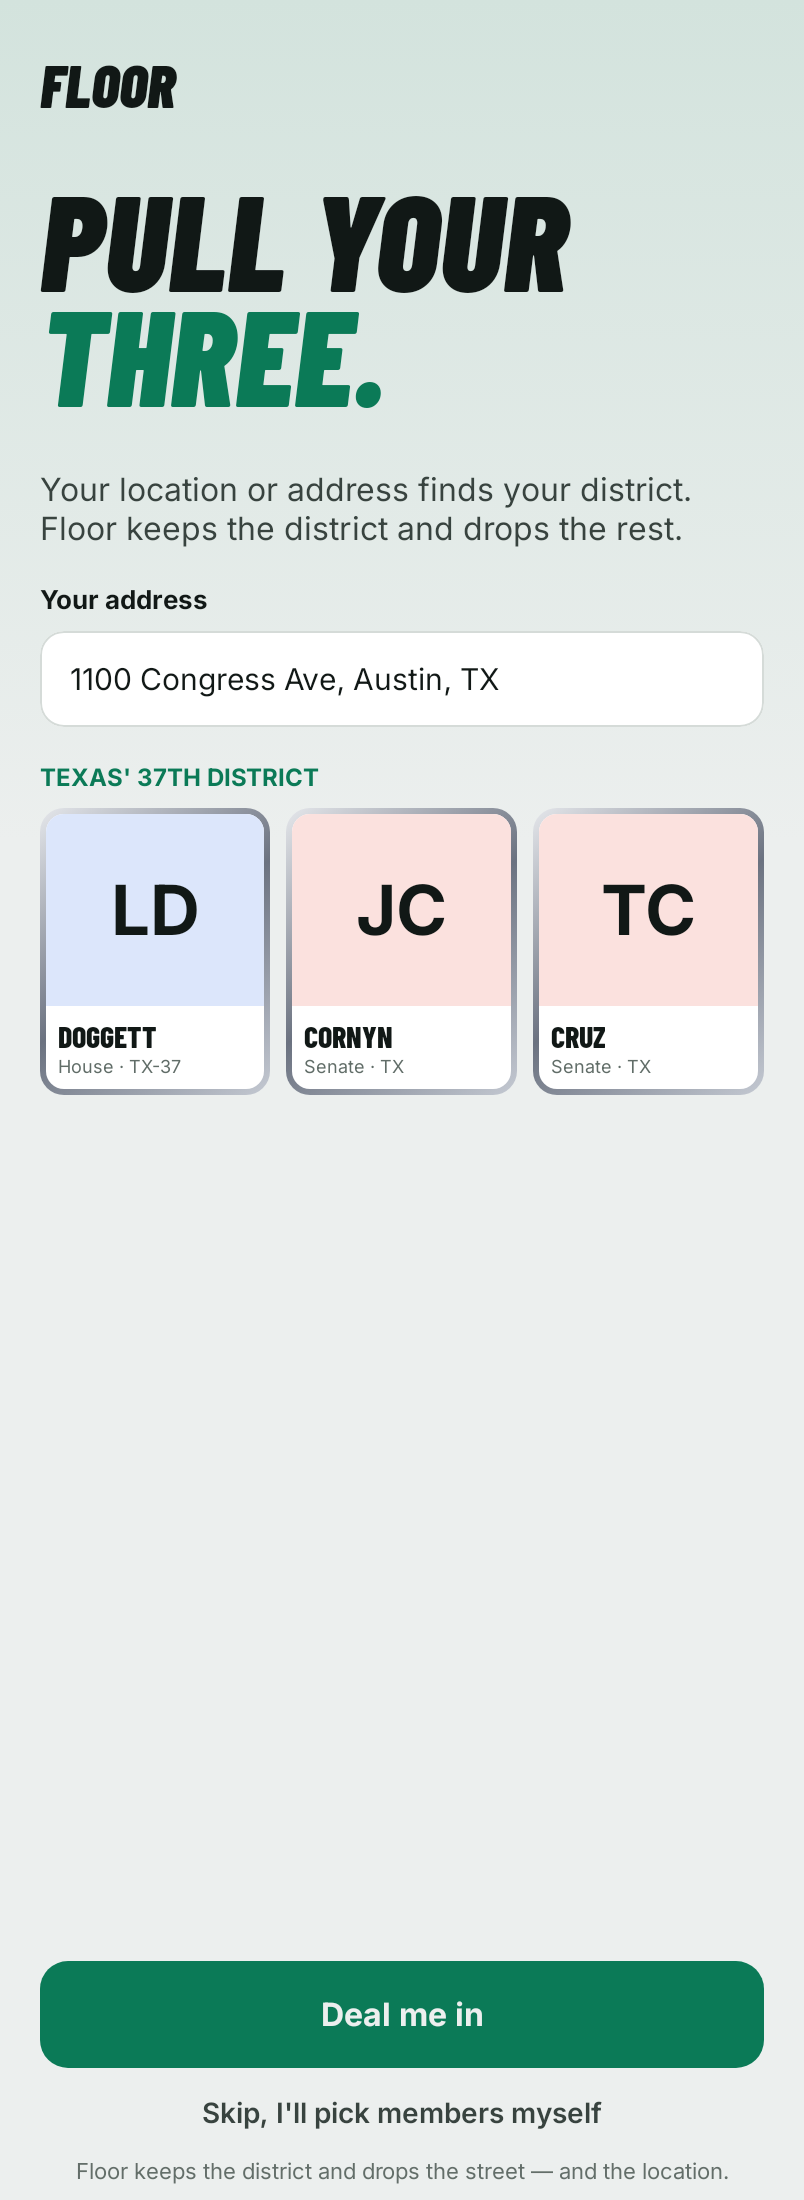 FLOOR
PULL YOUR
THREE.
Your location or address finds your district.
Floor keeps the district and drops the rest.
Your address
1100 Congress Ave, Austin, TX
TEXAS' 37TH DISTRICT
LD
DOGGETT
House · TX-37
JC
CORNYN
Senate · TX
TC
CRUZ
Senate · TX
Deal me in
Skip, I'll pick members myself
Floor keeps the district and drops the street — and the location.